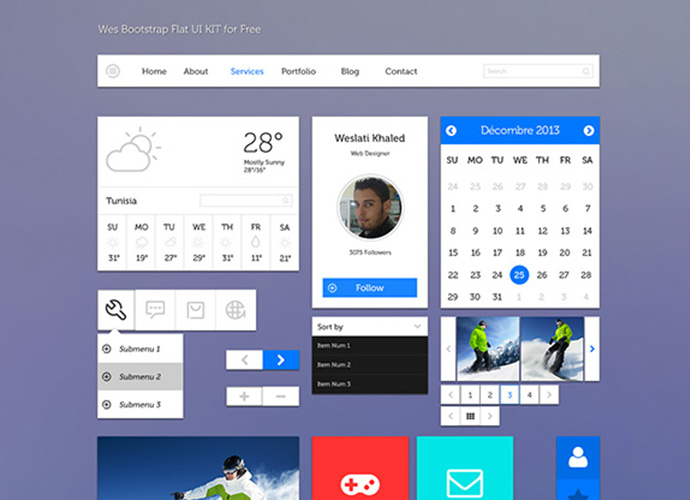 Wes Bootstrap Flat UI KIT for Free
Home About Services Portfolio Blog Contact Search
28°
Mostly Sunny
28°/16°
Tunisia
SU MO TU WE TH FR SA
31° 19° 27° 29° 31° 14° 21°
Weslati Khaled
Web Designer
3075 Followers
Follow
Décombre 2013
SU MO TU WE THU FR SA
24 25 26 27 28 29 30
1 2 3 4 5 6 7
8 9 10 11 12 13 14
15 16 17 18 19 20 21
22 23 24 25 26 27 28
29 30 31 1 2 3 4
Submenu 1
Submenu 2
Submenu 3
Sort by
Item Num 1
Item Num 2
Item Num 3
1 2 3 4